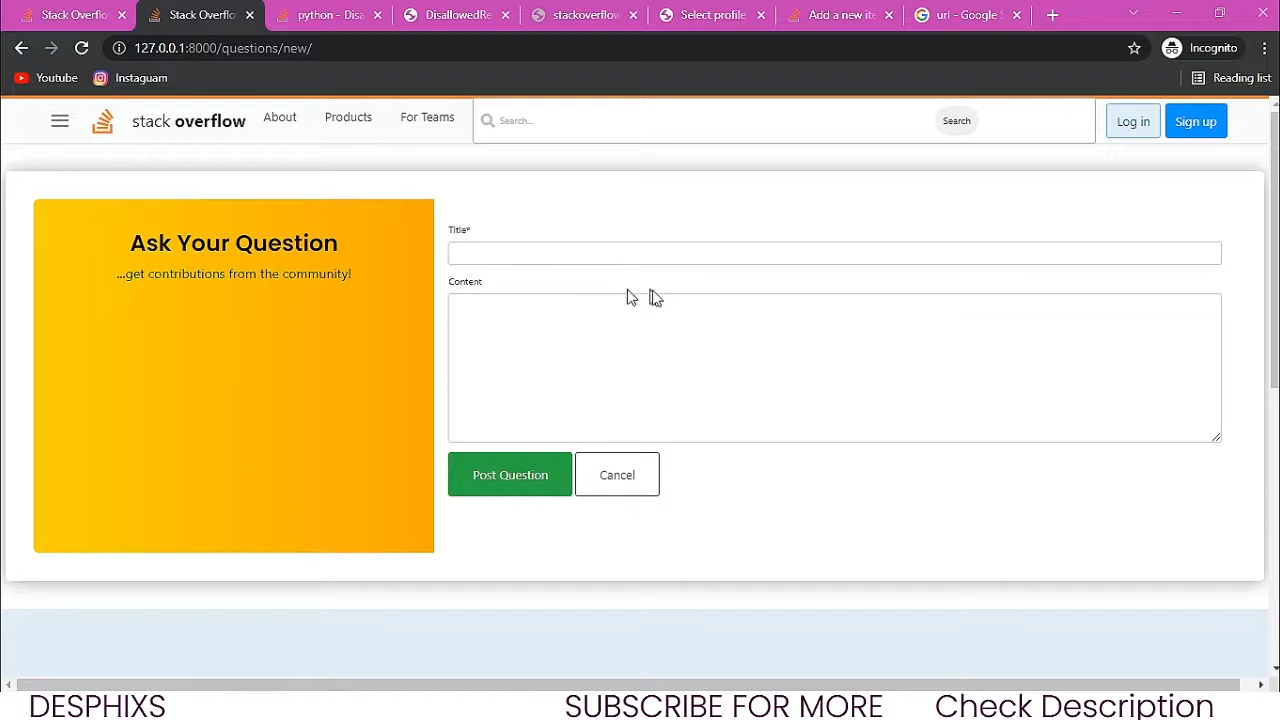 Stack Overflo
Stack Overflo
python - Disa
DisallowedRe
stackoverflow
Select profile
Add a new ite
url - Google S
127.0.0.1:8000/questions/new/
Incognito
Youtube
Instaguam
Reading list
stack overflow
About
Products
For Teams
Search...
Search
Log in
Sign up
Ask Your Question
...get contributions from the community!
Title*
Content
Post Question
Cancel
DESPHIXS
SUBSCRIBE FOR MORE
Check Description